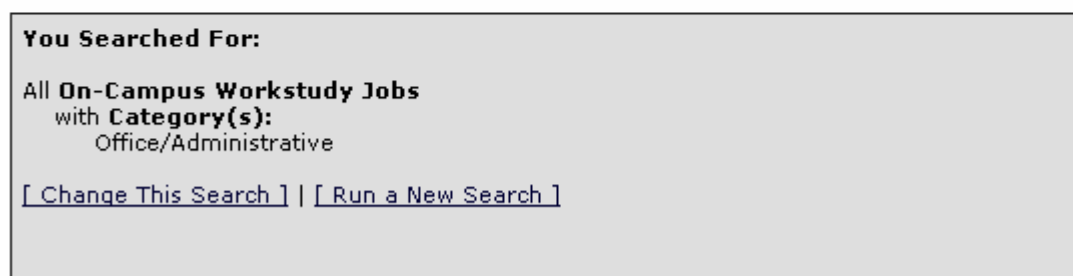 You Searched For:
All On-Campus Workstudy Jobs
with Category(s):
Office/Administrative
[ Change This Search ] | [ Run a New Search ]